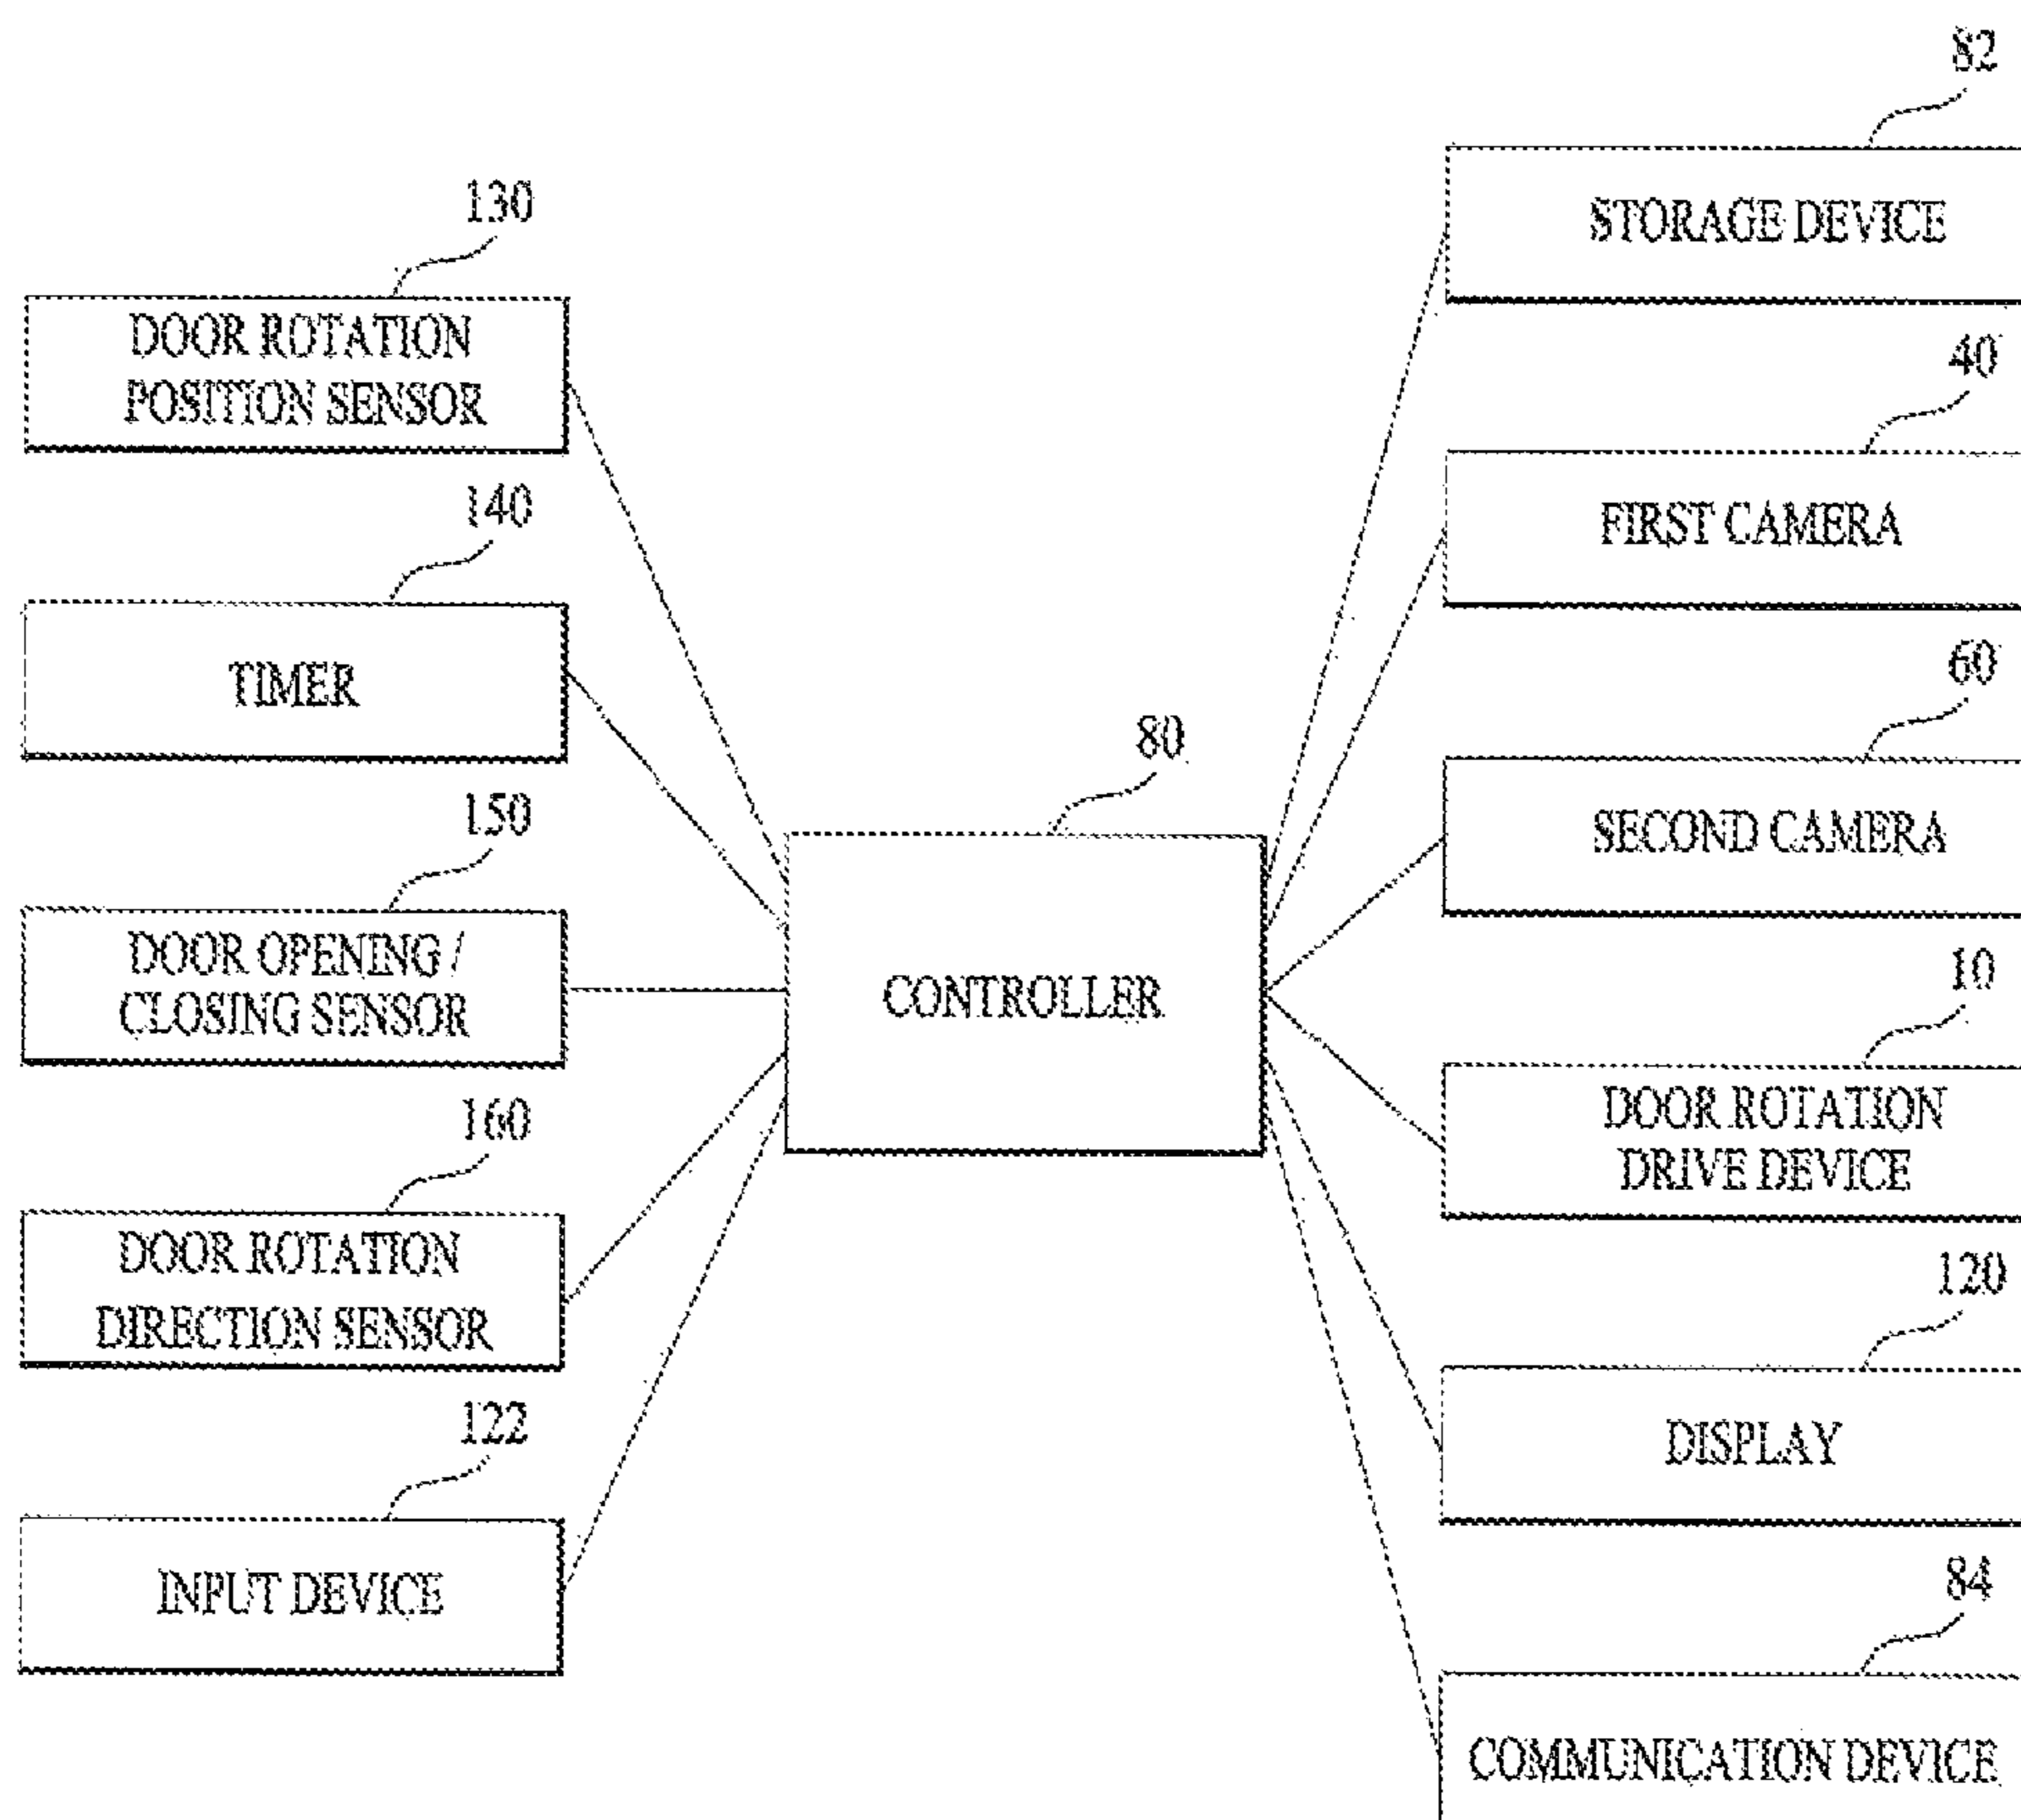 130
DOOR ROTATION
POSITION SENSOR
140
TIMER
150
DOOR OPENING /
CLOSING SENSOR
160
DOOR ROTATION
DIRECTION SENSOR
122
INPUT DEVICE
80
CONTROLLER
82
STORAGE DEVICE
40
FIRST CAMERA
60
SECOND CAMERA
10
DOOR ROTATION
DRIVE DEVICE
120
DISPLAY
84
COMMUNICATION DEVICE